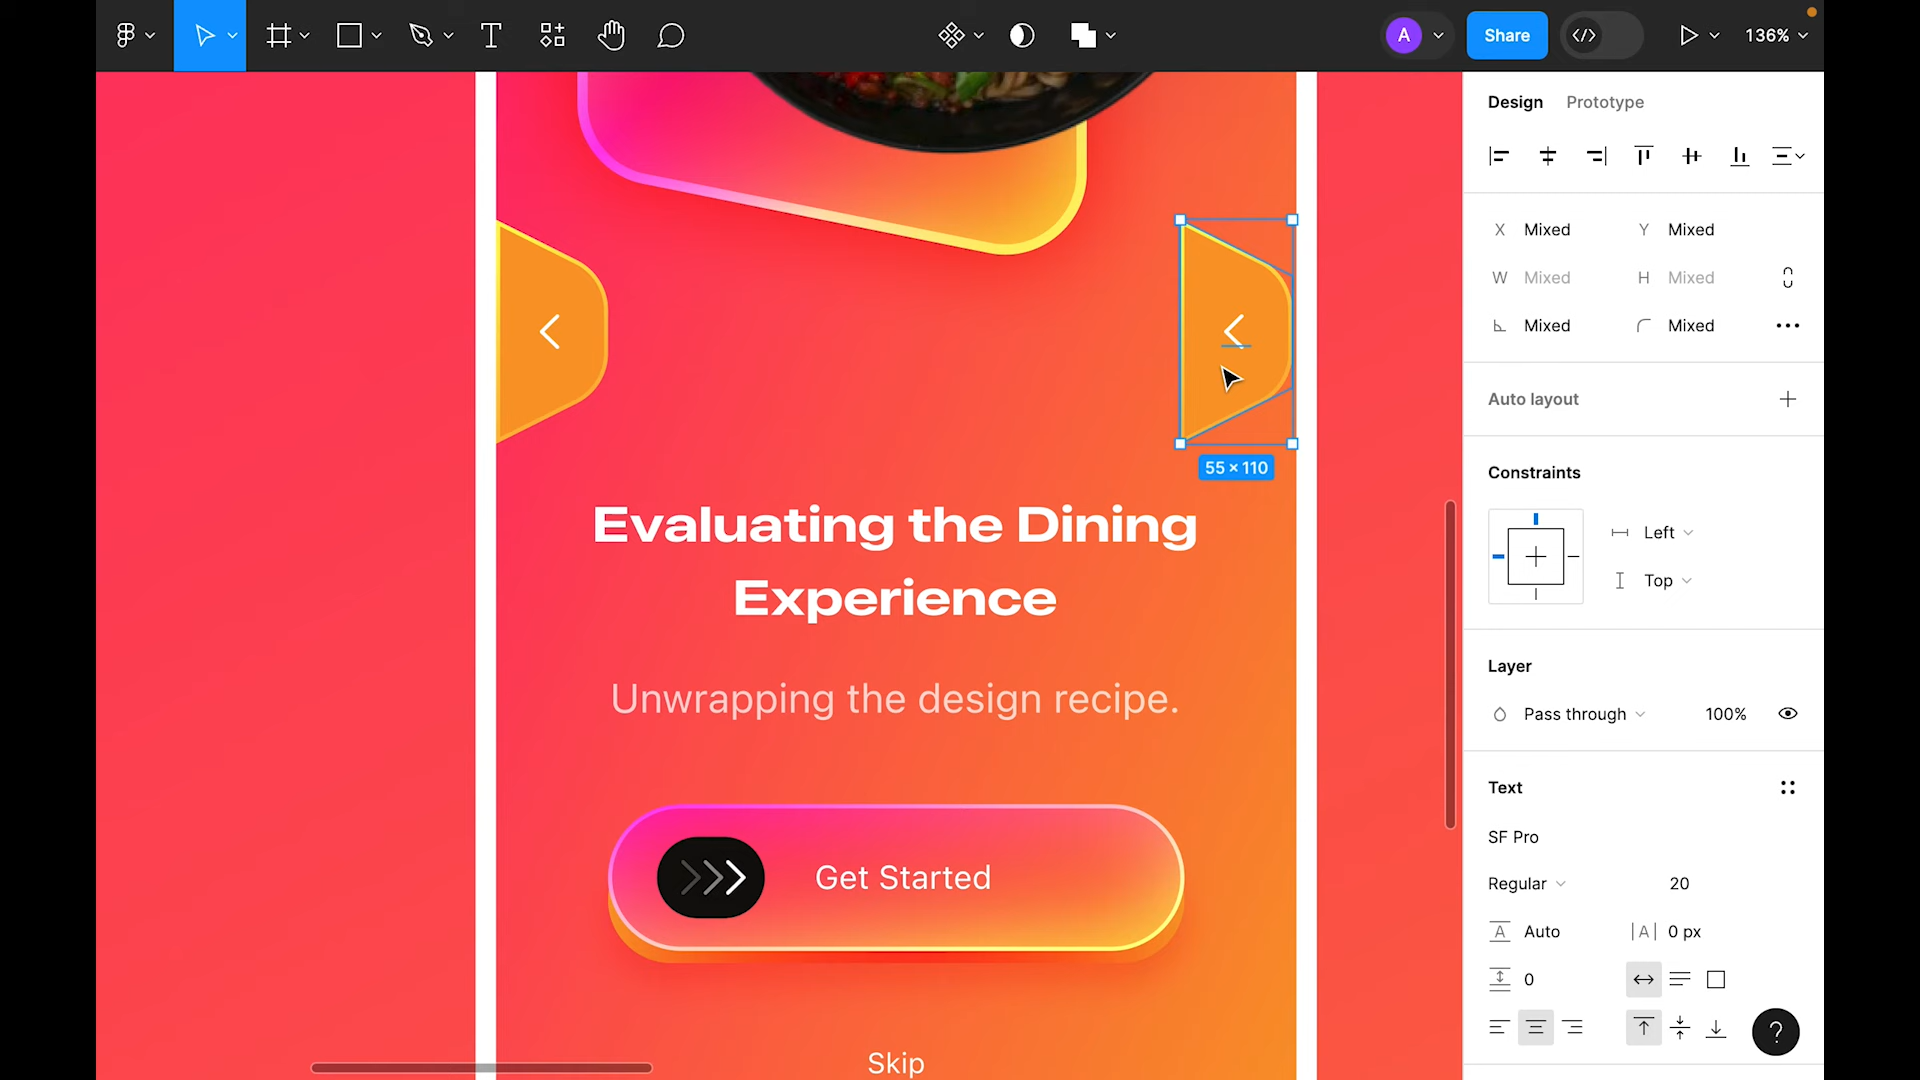 A
Share
136%
Design
Prototype
X Mixed
Y Mixed
W Mixed
H Mixed
Mixed
Mixed
Auto layout
Constraints
Left
Top
55 × 110
Evaluating the Dining
Experience
Unwrapping the design recipe.
Get Started
Skip
Layer
Pass through
100%
Text
SF Pro
Regular
20
A Auto
|A| 0 px
0
?